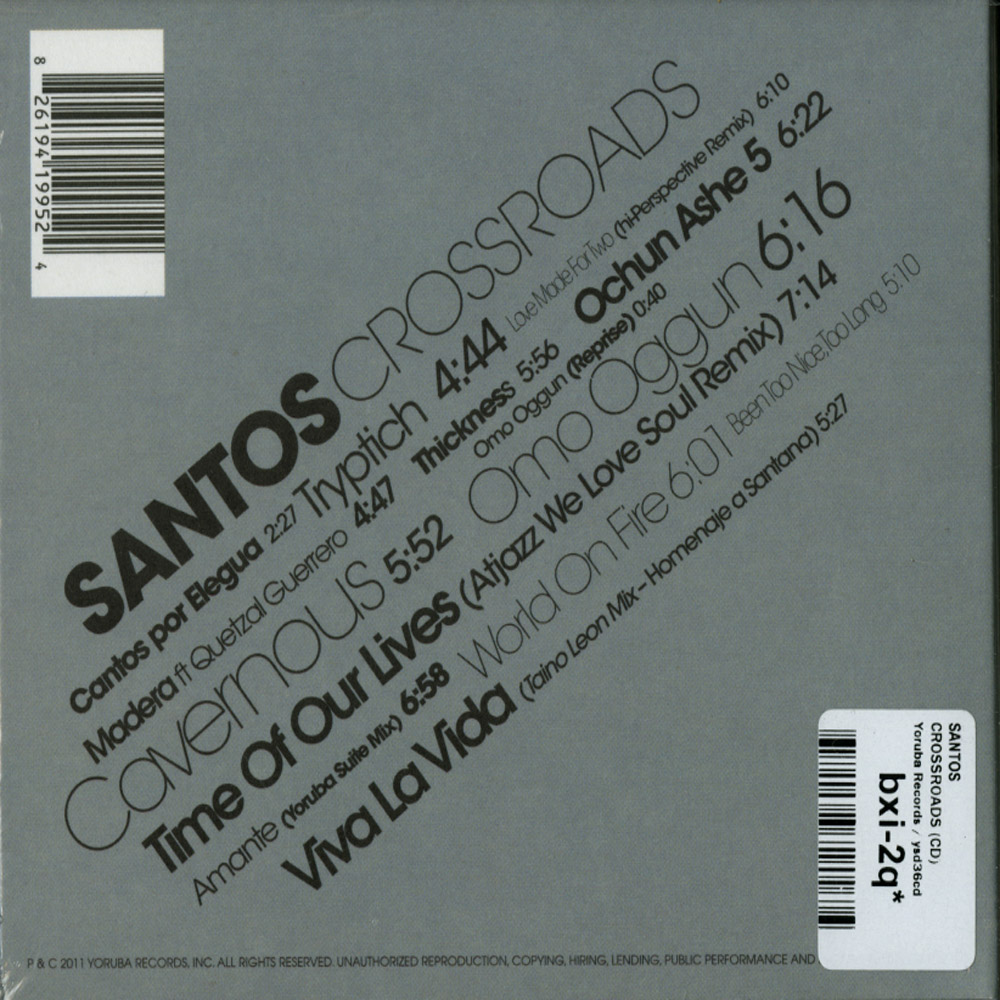 8 26194 19952 4
SANTOS CROSSROADS
Cantos por Elegua 2:27 Tryptich 4:44 Love Made For Two (hi-Perspective Remix) 6:10
Madera ft Quetzal Guerrero 4:47 Thickness 5:56 Ochun Ashe 5 6:22
Omo Oggun (Reprise) 0:40
Cavernous 5:52 Omo Oggun 6:16
Time Of Our Lives (Atjazz We Love Soul Remix) 7:14
Amante (Yoruba Suite Mix) 6:58 World On Fire 6:01 Been Too Nice,Too Long 5:10
Viva La Vida (Taino Leon Mix – Homenaje a Santana) 5:27
SANTOS
CROSSROADS (CD)
Yoruba Records / ysd36cd
bxi-2q*
P & C 2011 YORUBA RECORDS, INC. ALL RIGHTS RESERVED. UNAUTHORIZED REPRODUCTION, COPYING, HIRING, LENDING, PUBLIC PERFORMANCE AND